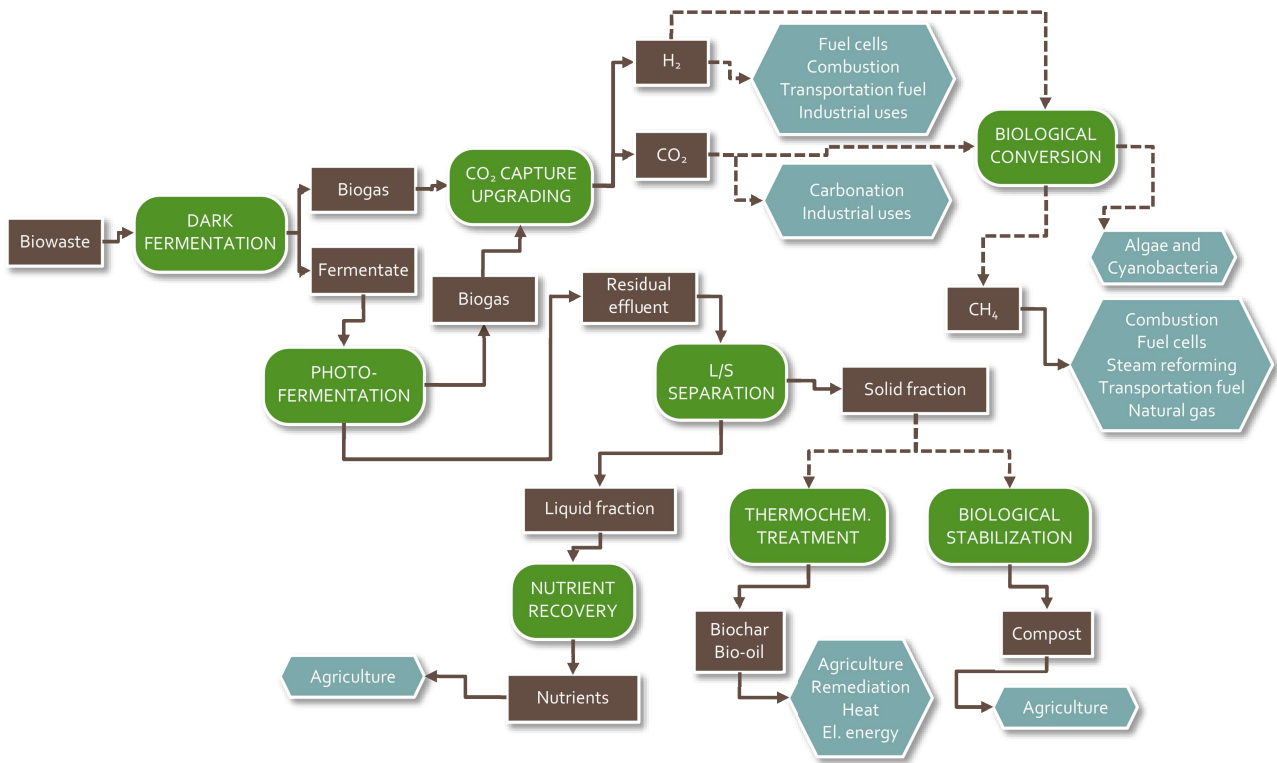 H₂
Fuel cells
Combustion
Transportation fuel
Industrial uses
BIOLOGICAL
CONVERSION
CO₂
CO₂ CAPTURE
UPGRADING
Biogas
Carbonation
Industrial uses
DARK
FERMENTATION
Biowaste
Fermentate
Algae and
Cyanobacteria
Biogas
Residual
effluent
CH₄
Combustion
Fuel cells
Steam reforming
Transportation fuel
Natural gas
PHOTO-
FERMENTATION
L/S
SEPARATION
Solid fraction
Liquid fraction
THERMOCHEM.
TREATMENT
BIOLOGICAL
STABILIZATION
NUTRIENT
RECOVERY
Biochar
Bio-oil
Compost
Agriculture
Nutrients
Agriculture
Remediation
Heat
El. energy
Agriculture